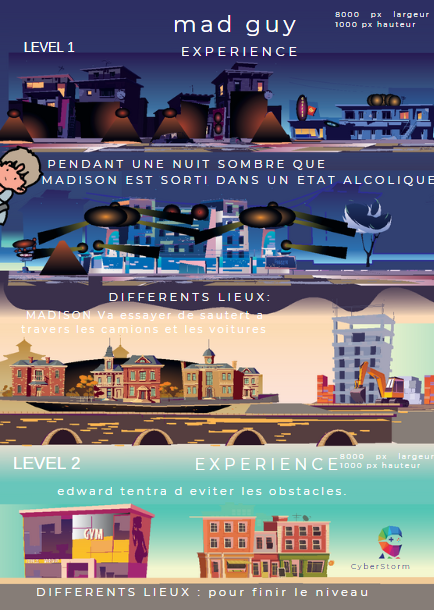 mad guy
8000 px largeur
1000 px hauteur
LEVEL 1
EXPERIENCE
PENDANT UNE NUIT SOMBRE QUE
MADISON EST SORTI DANS UN ETAT ALCOLIQUE
DIFFERENTS LIEUX:
MADISON Va essayer de sautert a
travers les camions et les voitures
LEVEL 2
EXPERIENCE
8000 px largeur
1000 px hauteur
edward tentra d eviter les obstacles.
GYM
CyberStorm
DIFFERENTS LIEUX : pour finir le niveau